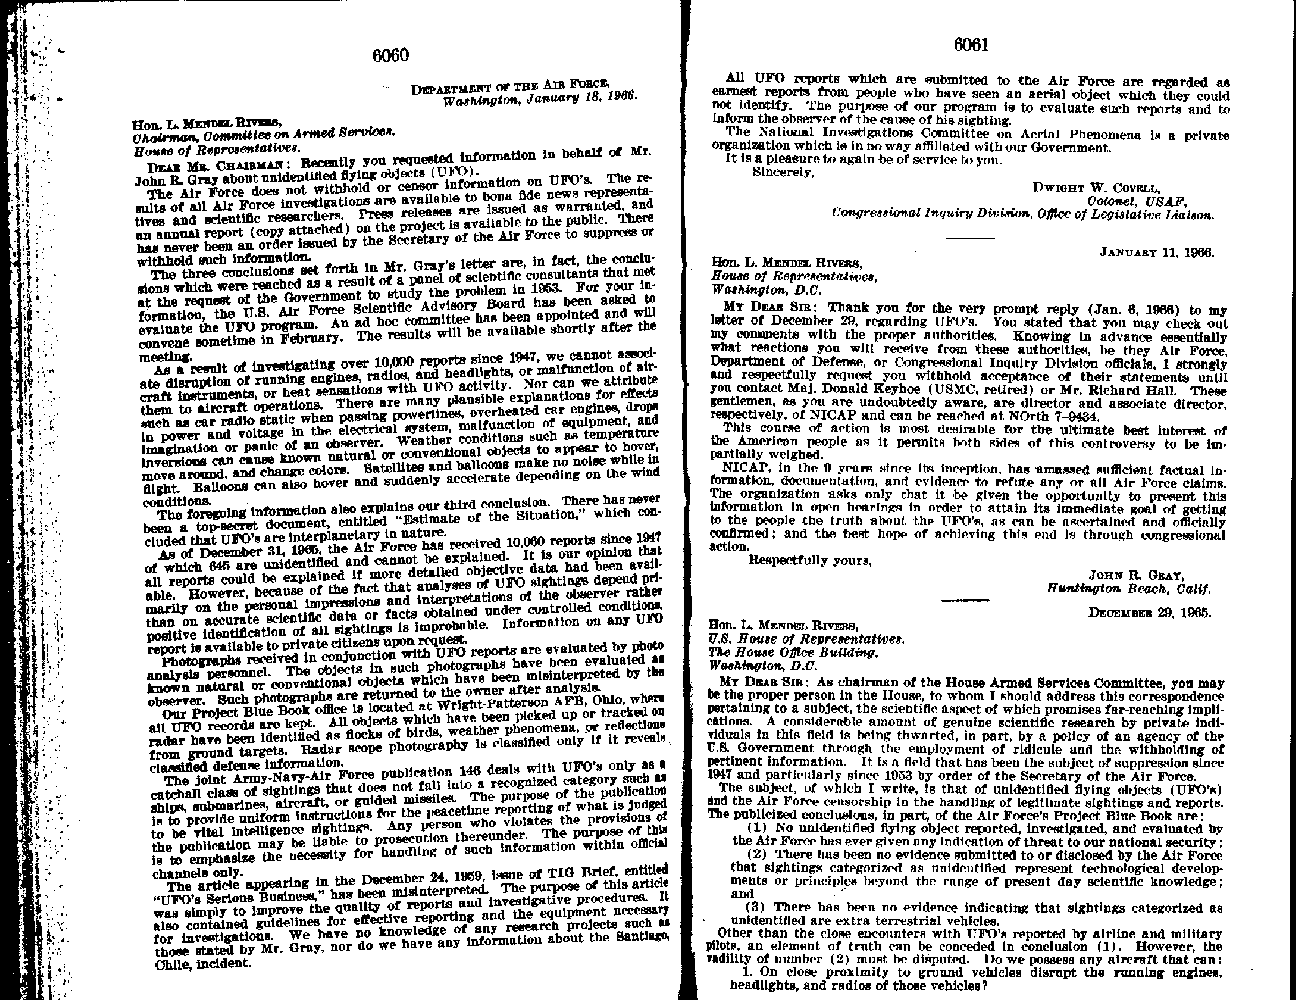 6060
DEPARTMENT OF THE AIR FORCE,
Washington, January 18, 1966.
Hon. L. MENDEL RIVERS,
Chairman, Committee on Armed Services.
House of Representatives.
DEAR MR. CHAIRMAN: Recently you requested information in behalf of Mr.
John R. Gray about unidentified flying objects (UFO).
The Air Force does not withhold or censor information on UFO's. The re-
sults of all Air Force investigations are available to bona fide news representa-
tives and scientific researchers. Press releases are issued as warranted, and
an annual report (copy attached) on the project is available to the public. There
has never been an order issued by the Secretary of the Air Force to suppress or
withhold such information.
The three conclusions set forth in Mr. Gray's letter are, in fact, the conclu-
sions which were reached as a result of a panel of scientific consultants that met
at the request of the Government to study the problem in 1953. For your in-
formation, the U.S. Air Force Scientific Advisory Board has been asked to
evaluate the UFO program. An ad hoc committee has been appointed and will
convene sometime in February. The results will be available shortly after the
meeting.
As a result of investigating over 10,000 reports since 1947, we cannot associ-
ate disruption of running engines, radios, and headlights, or malfunction of air-
craft instruments, or heat sensations with UFO activity. Nor can we attribute
them to aircraft operations. There are many plausible explanations for effects
such as car radio static when passing powerlines, overheated car engines, drops
in power and voltage in the electrical system, malfunction of equipment, and
imagination or panic of an observer. Weather conditions such as temperature
inversions can cause known natural or conventional objects to appear to hover,
move around, and change colors. Satellites and balloons make no noise while in
flight. Balloons can also hover and suddenly accelerate depending on the wind
conditions.
The foregoing information also explains our third conclusion. There has never
been a top-secret document, entitled "Estimate of the Situation," which con-
cluded that UFO's are interplanetary in nature.
As of December 31, 1965, the Air Force has received 10,060 reports since 1947
of which 645 are unidentified and cannot be explained. It is our opinion that
all reports could be explained if more detailed objective data had been avail-
able. However, because of the fact that analyses of UFO sightings depend pri-
marily on the personal impressions and interpretations of the observer rather
than on accurate scientific data or facts obtained under controlled conditions,
positive identification of all sightings is improbable. Information on any UFO
report is available to private citizens upon request.
Photographs received in conjunction with UFO reports are evaluated by photo
analysis personnel. The objects in such photographs have been evaluated as
known natural or conventional objects which have been misinterpreted by the
observer. Such photographs are returned to the owner after analysis.
Our Project Blue Book office is located at Wright-Patterson AFB, Ohio, where
all UFO records are kept. All objects which have been picked up or tracked on
radar have been identified as flocks of birds, weather phenomena, or reflections
from ground targets. Radar scope photography is classified only if it reveals
classified defense information.
The joint Army-Navy-Air Force publication 146 deals with UFO's only as a
catchall class of sightings that does not fall into a recognized category such as
ships, submarines, aircraft, or guided missiles. The purpose of the publication
is to provide uniform instructions for the peacetime reporting of what is judged
to be vital intelligence sightings. Any person who violates the provisions of
the publication may be liable to prosecution thereunder. The purpose of this
is to emphasize the necessity for handling of such information within official
channels only.
The article appearing in the December 24, 1959, issue of TIG Brief, entitled
"UFO's Serious Business," has been misinterpreted. The purpose of this article
was simply to improve the quality of reports and investigative procedures. It
also contained guidelines for effective reporting and the equipment necessary
for investigations. We have no knowledge of any research projects such as
those stated by Mr. Gray, nor do we have any information about the Santiago,
Chile, incident.
6061
All UFO reports which are submitted to the Air Force are regarded as
earnest reports from people who have seen an aerial object which they could
not identify. The purpose of our program is to evaluate such reports and to
inform the observer of the cause of his sighting.
The National Investigations Committee on Aerial Phenomena is a private
organization which is in no way affiliated with our Government.
It is a pleasure to again be of service to you.
Sincerely,
DWIGHT W. COVELL,
Colonel, USAF,
Congressional Inquiry Division, Office of Legislative Liaison.
JANUARY 11, 1966.
Hon. L. MENDEL RIVERS,
House of Representatives,
Washington, D.C.
MY DEAR SIR: Thank you for the very prompt reply (Jan. 6, 1966) to my
letter of December 29, regarding UFO's. You stated that you may check out
my comments with the proper authorities. Knowing in advance essentially
what reactions you will receive from these authorities, be they Air Force,
Department of Defense, or Congressional Inquiry Division officials, I strongly
and respectfully request you withhold acceptance of their statements until
you contact Maj. Donald Keyhoe (USMC, retired) or Mr. Richard Hall. These
gentlemen, as you are undoubtedly aware, are director and associate director,
respectively, of NICAP and can be reached at NOrth 7-9434.
This course of action is most desirable for the ultimate best interest of
the American people as it permits both sides of this controversy to be im-
partially weighed.
NICAP, in the 9 years since its inception, has amassed sufficient factual in-
formation, documentation, and evidence to refute any or all Air Force claims.
The organization asks only that it be given the opportunity to present this
information in open hearings in order to attain its immediate goal of getting
to the people the truth about the UFO's, as can be ascertained and officially
confirmed; and the best hope of achieving this end is through congressional
action.
Respectfully yours,
JOHN R. GRAY,
Huntington Beach, Calif.
DECEMBER 29, 1965.
Hon. L. MENDEL RIVERS,
U.S. House of Representatives.
The House Office Building.
Washington, D.C.
MY DEAR SIR: As chairman of the House Armed Services Committee, you may
be the proper person in the House, to whom I should address this correspondence
pertaining to a subject, the scientific aspect of which promises far-reaching impli-
cations. A considerable amount of genuine scientific research by private indi-
viduals in this field is being thwarted, in part, by a policy of an agency of the
U.S. Government through the employment of ridicule and the withholding of
pertinent information. It is a field that has been the subject of suppression since
1947 and particularly since 1953 by order of the Secretary of the Air Force.
The subject, of which I write, is that of unidentified flying objects (UFO's)
and the Air Force censorship in the handling of legitimate sightings and reports.
The publicized conclusions, in part, of the Air Force's Project Blue Book are:
(1) No unidentified flying object reported, investigated, and evaluated by
the Air Force has ever given any indication of threat to our national security;
(2) There has been no evidence submitted to or disclosed by the Air Force
that sightings categorized as unidentified represent technological develop-
ments or principles beyond the range of present day scientific knowledge;
and
(3) There has been no evidence indicating that sightings categorized as
unidentified are extra terrestrial vehicles.
Other than the close encounters with UFO's reported by airline and military
pilots, an element of truth can be conceded in conclusion (1). However, the
validity of number (2) must be disputed. Do we possess any aircraft that can:
1. On close proximity to ground vehicles disrupt the running engines,
headlights, and radios of those vehicles?